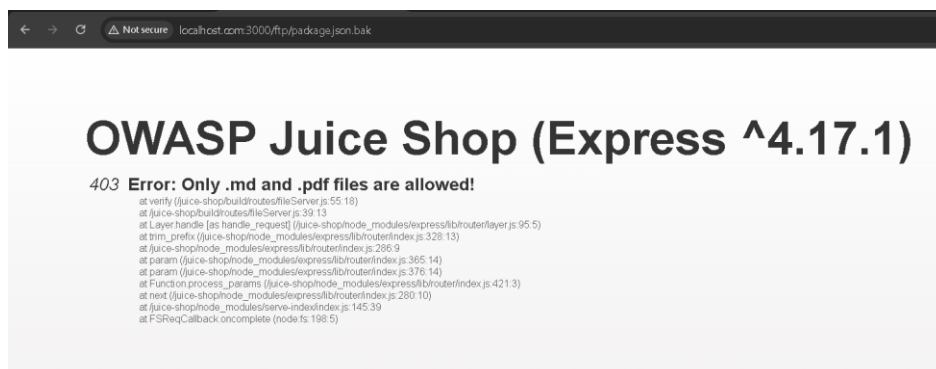 Not secure localhost.com:3000/ftp/package.json.bak
OWASP Juice Shop (Express ^4.17.1)
403 Error: Only .md and .pdf files are allowed!
at verify (/juice-shop/build/routes/fileServer.js:55:18)
at /juice-shop/build/routes/fileServer.js:39:13
at Layer.handle [as handle_request] (/juice-shop/node_modules/express/lib/router/layer.js:95:5)
at trim_prefix (/juice-shop/node_modules/express/lib/router/index.js:328:13)
at /juice-shop/node_modules/express/lib/router/index.js:286:9
at param (/juice-shop/node_modules/express/lib/router/index.js:365:14)
at param (/juice-shop/node_modules/express/lib/router/index.js:376:14)
at Function.process_params (/juice-shop/node_modules/express/lib/router/index.js:421:3)
at next (/juice-shop/node_modules/express/lib/router/index.js:280:10)
at /juice-shop/node_modules/serve-index/index.js:145:39
at FSReqCallback.oncomplete (node:fs:198:5)